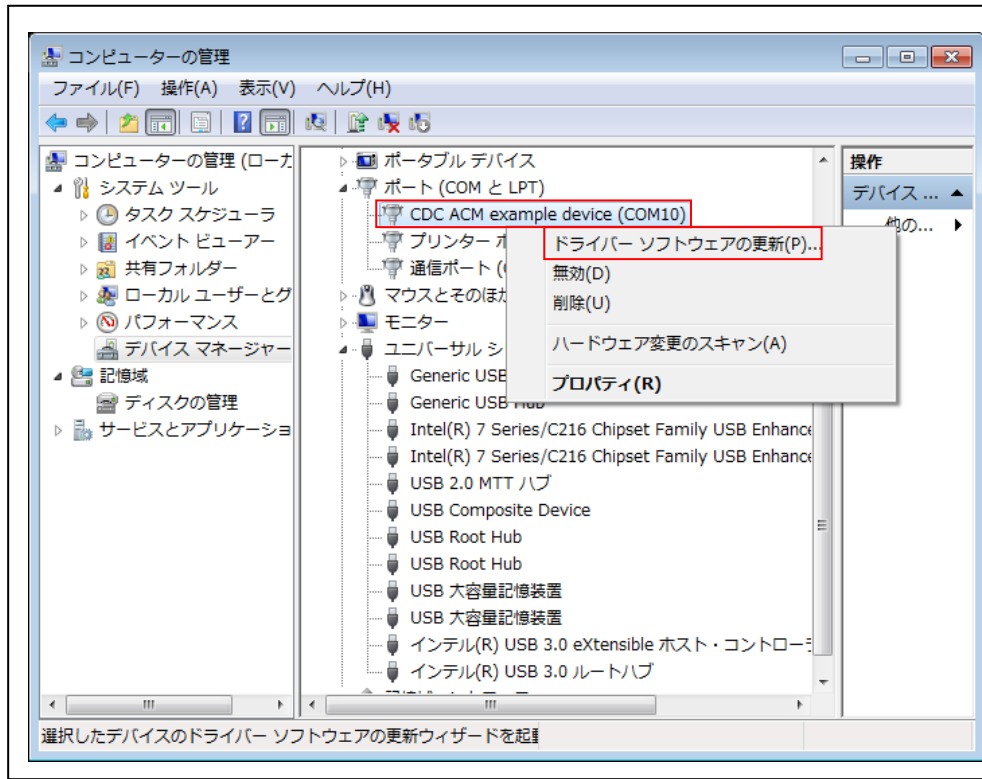 コンピューターの管理
ファイル(F) 操作(A) 表示(V) ヘルプ(H)
コンピューターの管理 (ローカ
システム ツール
タスク スケジューラ
イベント ビューアー
共有フォルダー
ローカル ユーザーとグ
パフォーマンス
デバイス マネージャー
記憶域
ディスクの管理
サービスとアプリケーショ
ポータブル デバイス
ポート (COM と LPT)
CDC ACM example device (COM10)
プリンター ポ
通信ポート (
マウスとそのほか
モニター
ユニバーサル シ
Generic USB
Generic USB Hub
Intel(R) 7 Series/C216 Chipset Family USB Enhance
Intel(R) 7 Series/C216 Chipset Family USB Enhance
USB 2.0 MTT ハブ
USB Composite Device
USB Root Hub
USB Root Hub
USB 大容量記憶装置
USB 大容量記憶装置
インテル(R) USB 3.0 eXtensible ホスト・コントローラ
インテル(R) USB 3.0 ルートハブ
ドライバー ソフトウェアの更新(P)...
無効(D)
削除(U)
ハードウェア変更のスキャン(A)
プロパティ(R)
操作
デバイス ...
他の...
選択したデバイスのドライバー ソフトウェアの更新ウィザードを起動